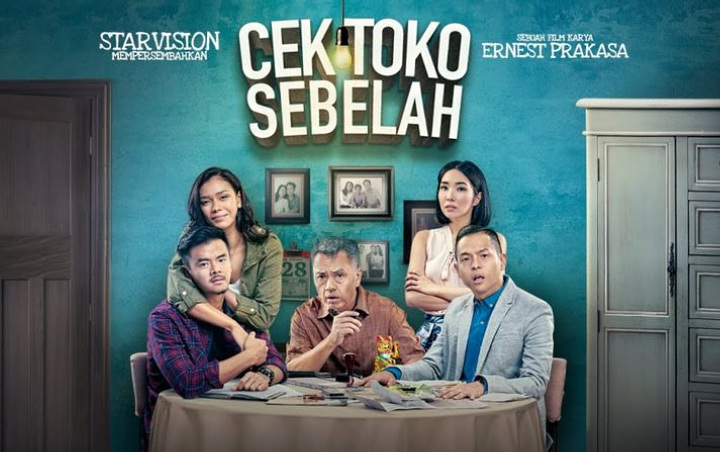 STARVISION
MEMPERSEMBAHKAN
CEK TOKO
SEBELAH
SEBUAH FILM KARYA
ERNEST PRAKASA
28